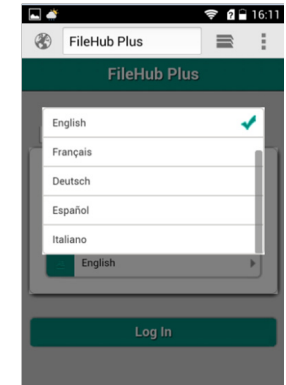 16:11
FileHub Plus
FileHub Plus
English
Français
Deutsch
Español
Italiano
English
Log In